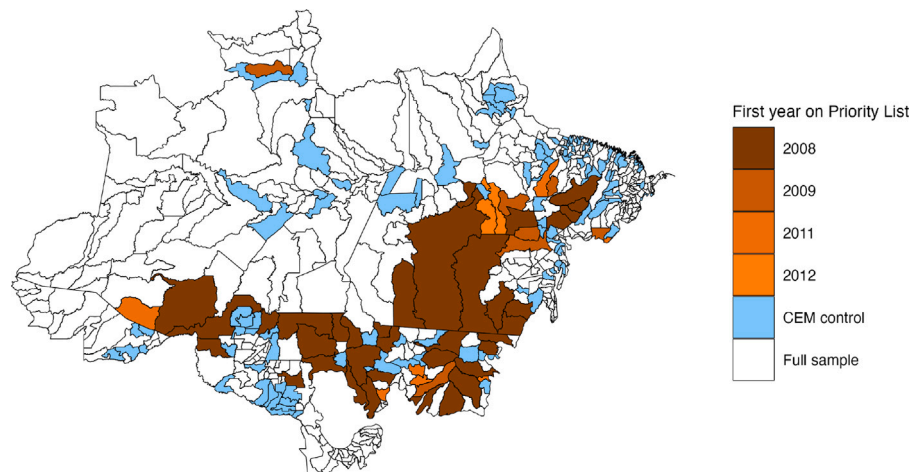 First year on Priority List
2008
2009
2011
2012
CEM control
Full sample